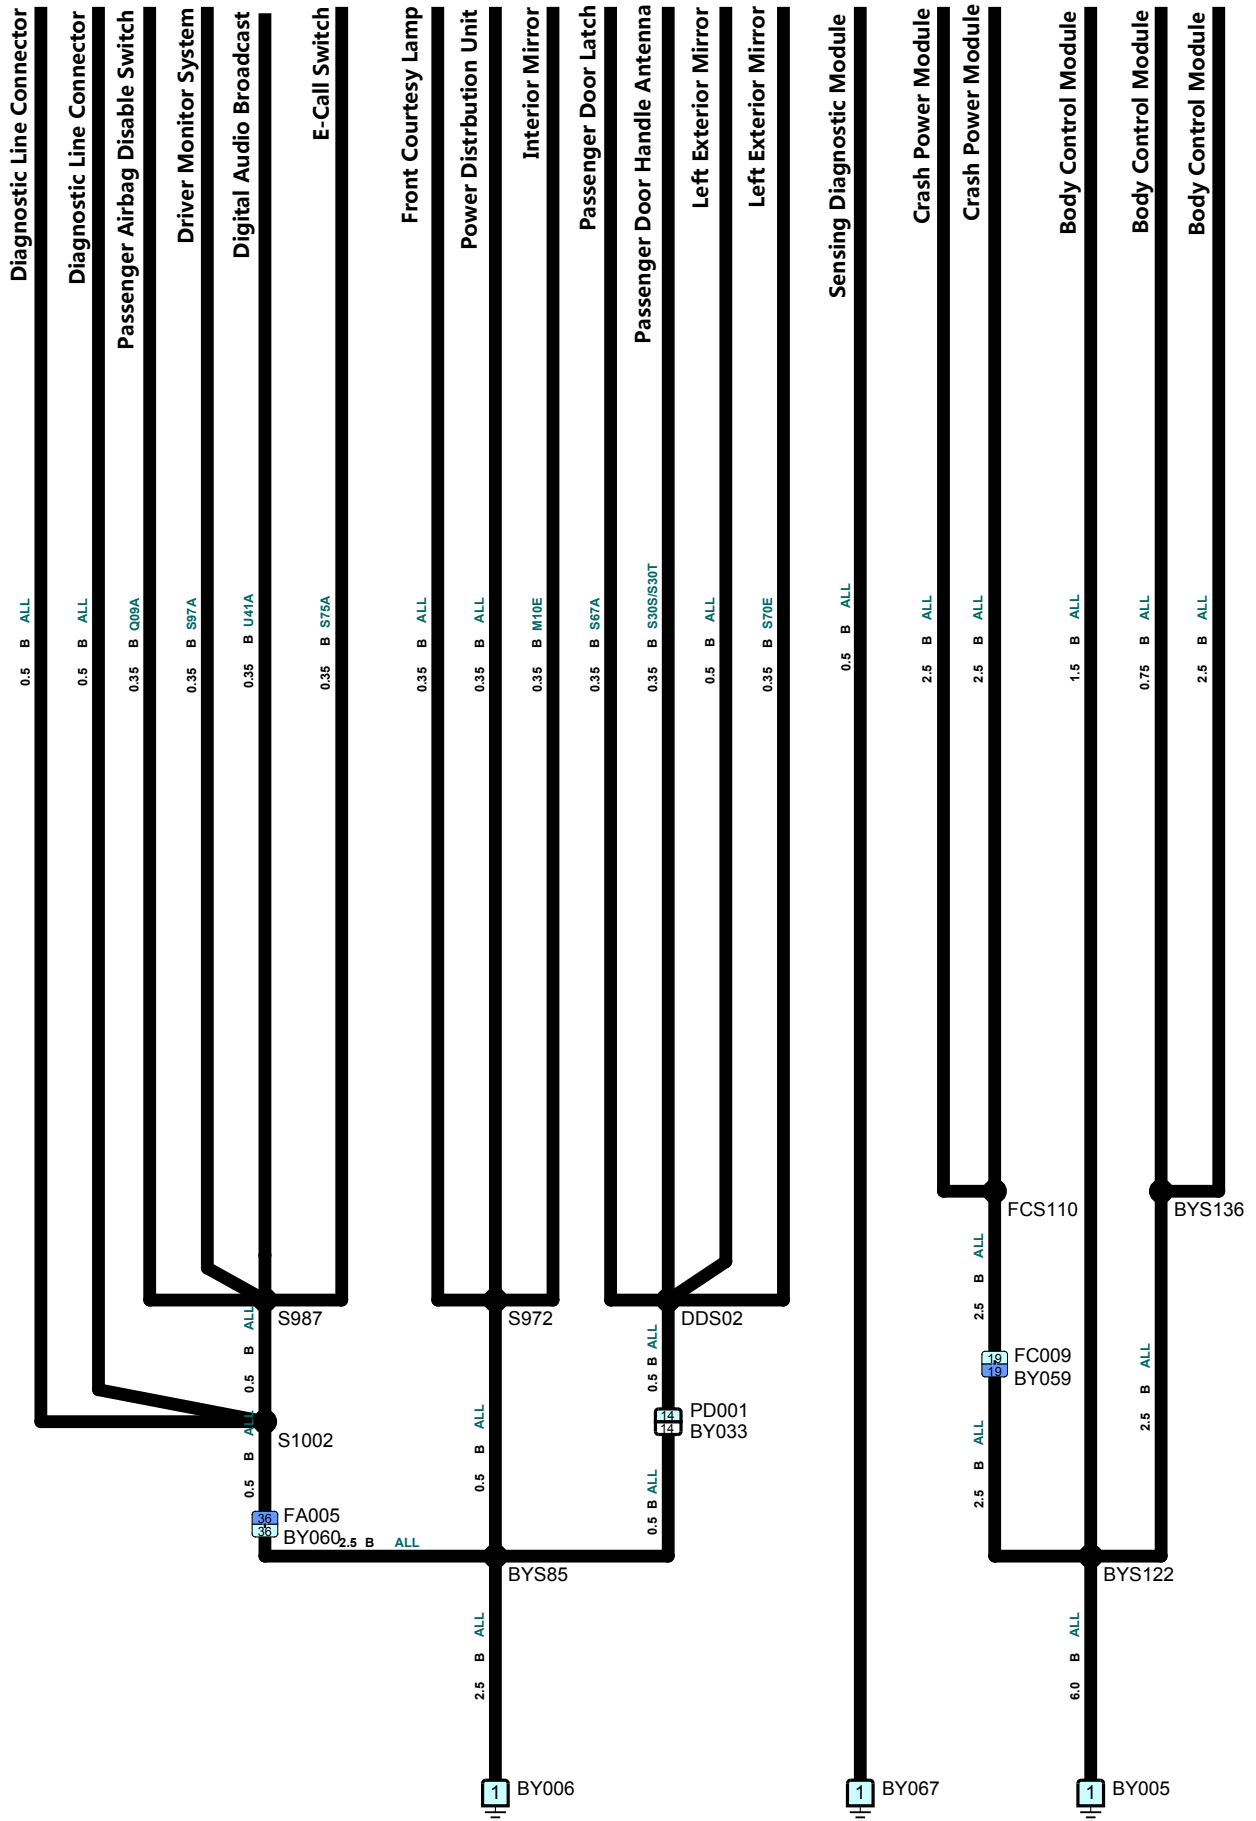 Diagnostic Line Connector
Diagnostic Line Connector
Passenger Airbag Disable Switch
Driver Monitor System
Digital Audio Broadcast
E-Call Switch
Front Courtesy Lamp
Power Distrbution Unit
Interior Mirror
Passenger Door Latch
Passenger Door Handle Antenna
Left Exterior Mirror
Left Exterior Mirror
Sensing Diagnostic Module
Crash Power Module
Crash Power Module
Body Control Module
Body Control Module
Body Control Module
0.5 B ALL
0.5 B ALL
0.35 B Q09A
0.35 B S97A
0.35 B U41A
0.35 B S75A
0.35 B ALL
0.35 B ALL
0.35 B M10E
0.35 B S67A
0.35 B S30S/S30T
0.5 B ALL
0.35 B S70E
0.5 B ALL
2.5 B ALL
2.5 B ALL
1.5 B ALL
0.75 B ALL
2.5 B ALL
FCS110
BYS136
S987
S972
DDS02
0.5 B ALL
0.5 B ALL
2.5 B ALL
19 FC009
19 BY059
2.5 B ALL
14 PD001
14 BY033
S1002
0.5 B ALL
0.5 B ALL
0.5 B ALL
2.5 B ALL
36 FA005
36 BY060
2.5 B ALL
BYS85
BYS122
2.5 B ALL
6.0 B ALL
1 BY006
1 BY067
1 BY005